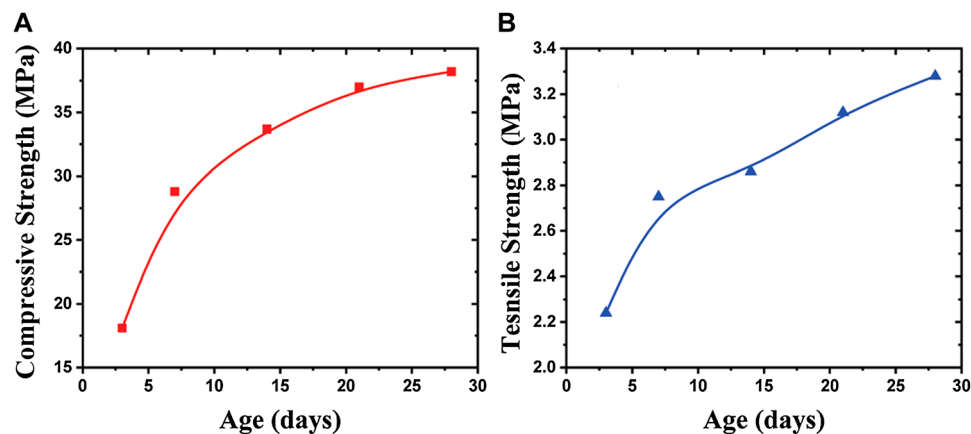 A
Compressive Strength (MPa)
40
35
30
25
20
15
0 5 10 15 20 25 30
Age (days)
B
Tesnsile Strength (MPa)
3.4
3.2
3.0
2.8
2.6
2.4
2.2
2.0
0 5 10 15 20 25 30
Age (days)